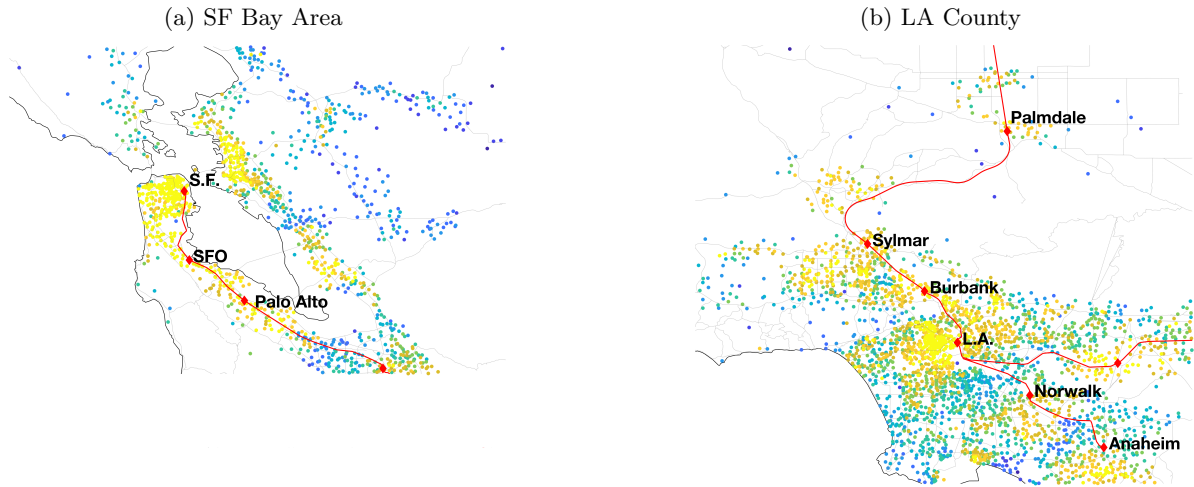 (a) SF Bay Area
(b) LA County
S.F.
SFO
Palo Alto
Palmdale
Sylmar
Burbank
L.A.
Norwalk
Anaheim